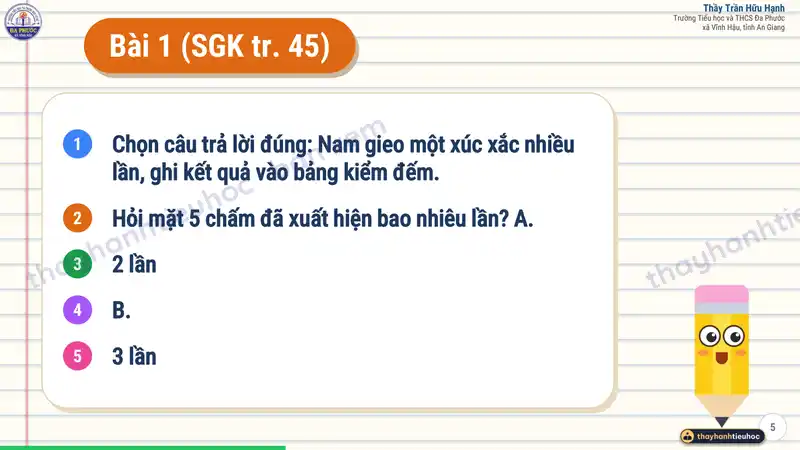 Thầy Trần Hữu Hạnh
Trường Tiểu học và THCS Đa Phước
xã Vĩnh Hậu, tỉnh An Giang
ĐA PHƯỚC
Bài 1 (SGK tr. 45)
1 Chọn câu trả lời đúng: Nam gieo một xúc xắc nhiều
lần, ghi kết quả vào bảng kiểm đếm.
2 Hỏi mặt 5 chấm đã xuất hiện bao nhiêu lần? A.
3 2 lần
4 B.
5 3 lần
5
thayhanhtieuhoc